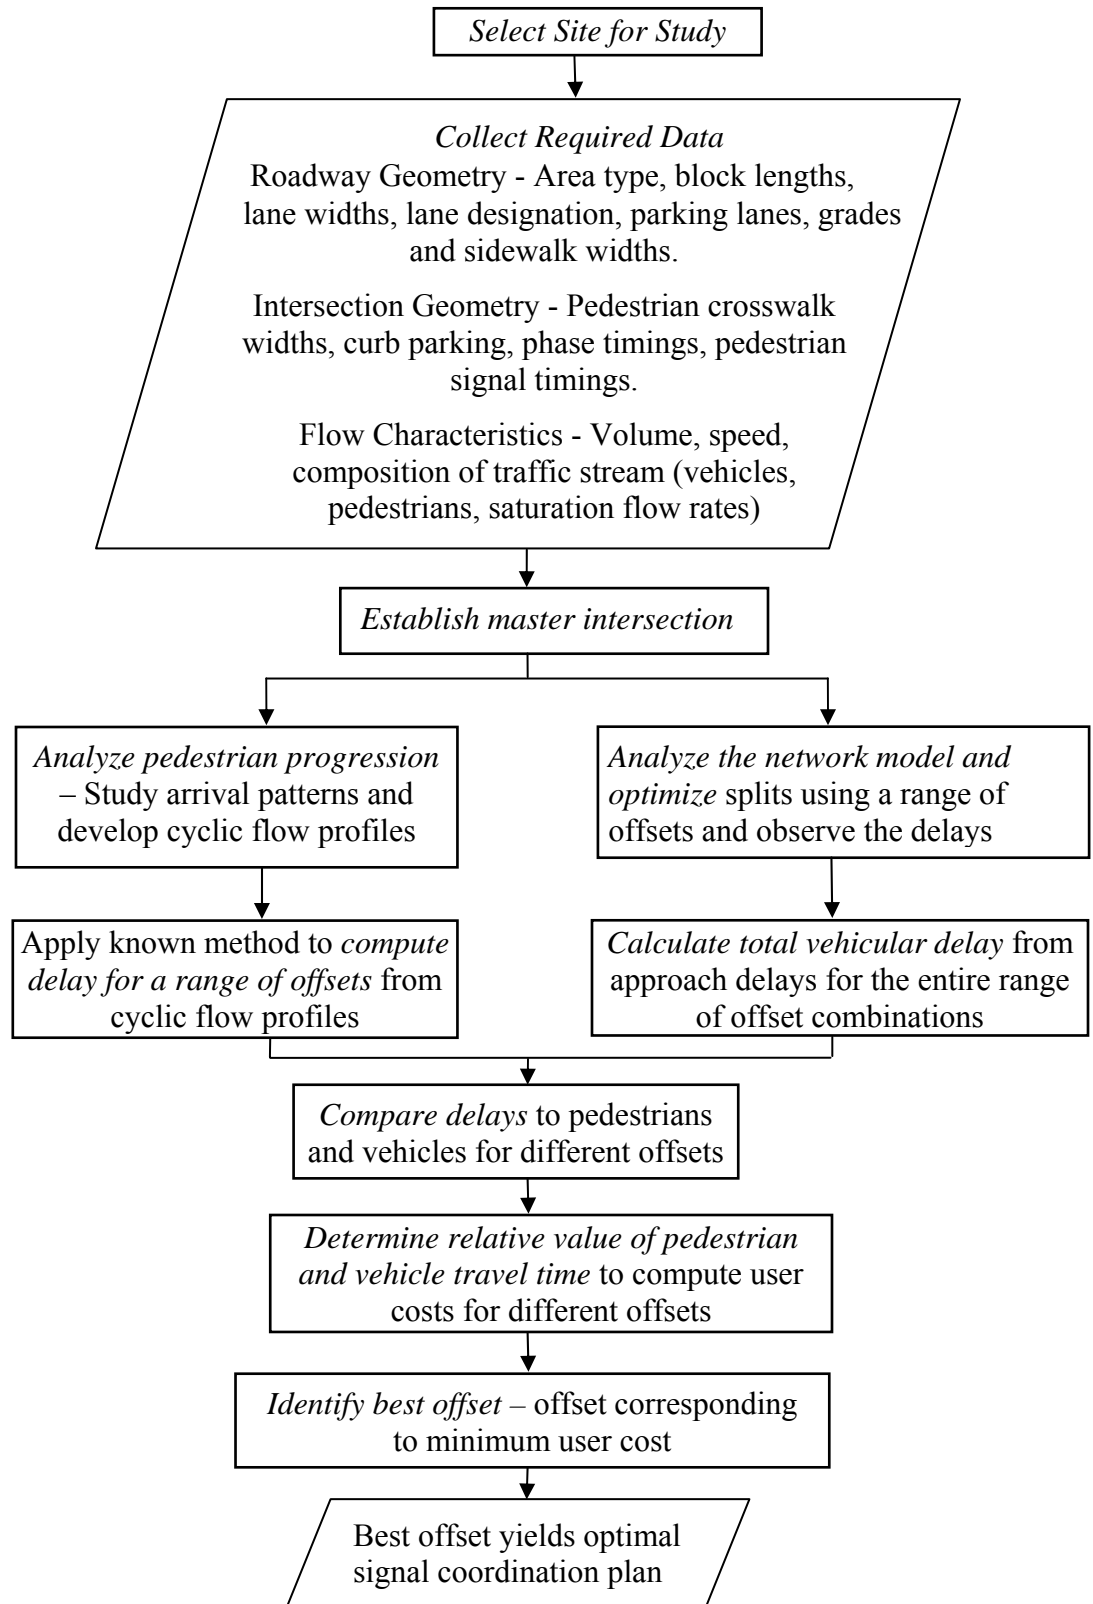 Select Site for Study
Collect Required Data
Roadway Geometry - Area type, block lengths,
lane widths, lane designation, parking lanes, grades
and sidewalk widths.
Intersection Geometry - Pedestrian crosswalk
widths, curb parking, phase timings, pedestrian
signal timings.
Flow Characteristics - Volume, speed,
composition of traffic stream (vehicles,
pedestrians, saturation flow rates)
Establish master intersection
Analyze pedestrian progression
– Study arrival patterns and
develop cyclic flow profiles
Analyze the network model and
optimize splits using a range of
offsets and observe the delays
Apply known method to compute
delay for a range of offsets from
cyclic flow profiles
Calculate total vehicular delay from
approach delays for the entire range
of offset combinations
Compare delays to pedestrians
and vehicles for different offsets
Determine relative value of pedestrian
and vehicle travel time to compute user
costs for different offsets
Identify best offset – offset corresponding
to minimum user cost
Best offset yields optimal
signal coordination plan